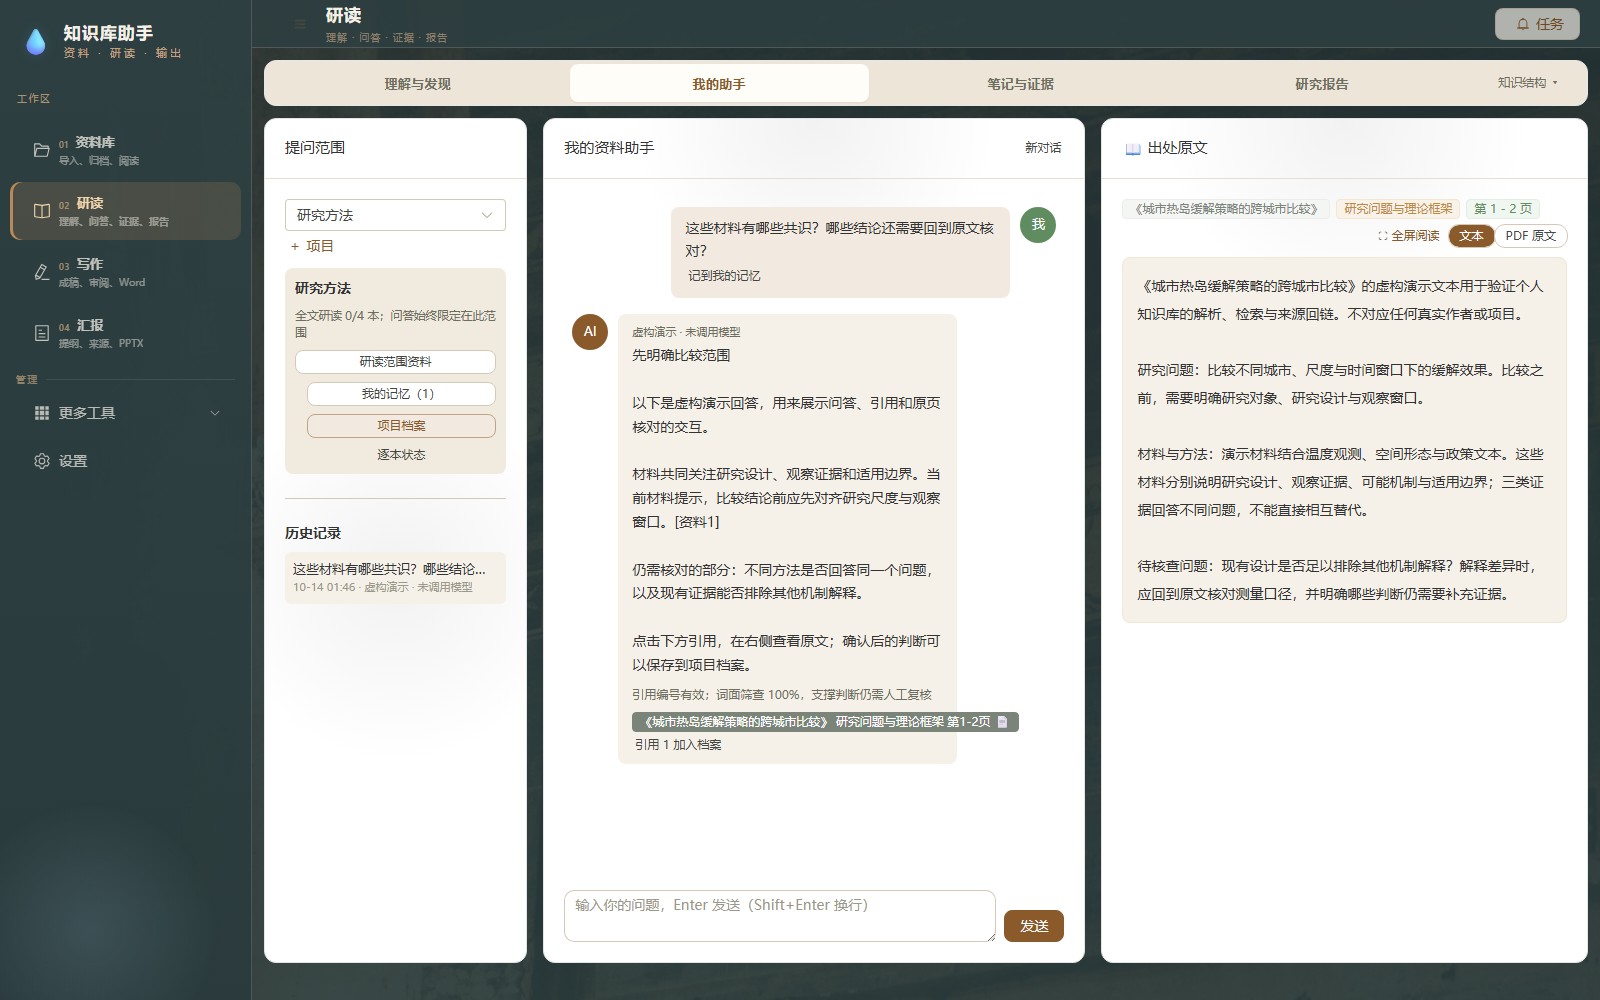 知识库助手
资料 · 研读 · 输出
工作区
01 资料库
导入、归档、阅读
02 研读
理解、问答、证据、报告
03 写作
成稿、审阅、Word
04 汇报
提纲、来源、PPTX
管理
更多工具
设置
研读
理解 · 问答 · 证据 · 报告
任务
理解与发现
我的助手
笔记与证据
研究报告
知识结构
提问范围
研究方法
+ 项目
研究方法
全文研读 0/4 本；问答始终限定在此范
围
研读范围资料
我的记忆（1）
项目档案
逐本状态
历史记录
这些材料有哪些共识？哪些结论...
10-14 01:46 · 虚构演示 · 未调用模型
我的资料助手
新对话
这些材料有哪些共识？哪些结论还需要回到原文核
对？
记到我的记忆
我
AI
虚构演示 · 未调用模型
先明确比较范围
以下是虚构演示回答，用来展示问答、引用和原页
核对的交互。
材料共同关注研究设计、观察证据和适用边界。当
前材料提示，比较结论前应先对齐研究尺度与观察
窗口。[资料1]
仍需核对的部分：不同方法是否回答同一个问题，
以及现有证据能否排除其他机制解释。
点击下方引用，在右侧查看原文；确认后的判断可
以保存到项目档案。
引用编号有效；词面筛查 100%，支撑判断仍需人工复核
《城市热岛缓解策略的跨城市比较》 研究问题与理论框架 第1-2页
引用 1 加入档案
输入你的问题，Enter 发送（Shift+Enter 换行）
发送
出处原文
《城市热岛缓解策略的跨城市比较》
研究问题与理论框架
第 1 - 2 页
全屏阅读
文本
PDF 原文
《城市热岛缓解策略的跨城市比较》的虚构演示文本用于验证个人
知识库的解析、检索与来源回链。不对应任何真实作者或项目。
研究问题：比较不同城市、尺度与时间窗口下的缓解效果。比较之
前，需要明确研究对象、研究设计与观察窗口。
材料与方法：演示材料结合温度观测、空间形态与政策文本。这些
材料分别说明研究设计、观察证据、可能机制与适用边界；三类证
据回答不同问题，不能直接相互替代。
待核查问题：现有设计是否足以排除其他机制解释？解释差异时，
应回到原文核对测量口径，并明确哪些判断仍需要补充证据。